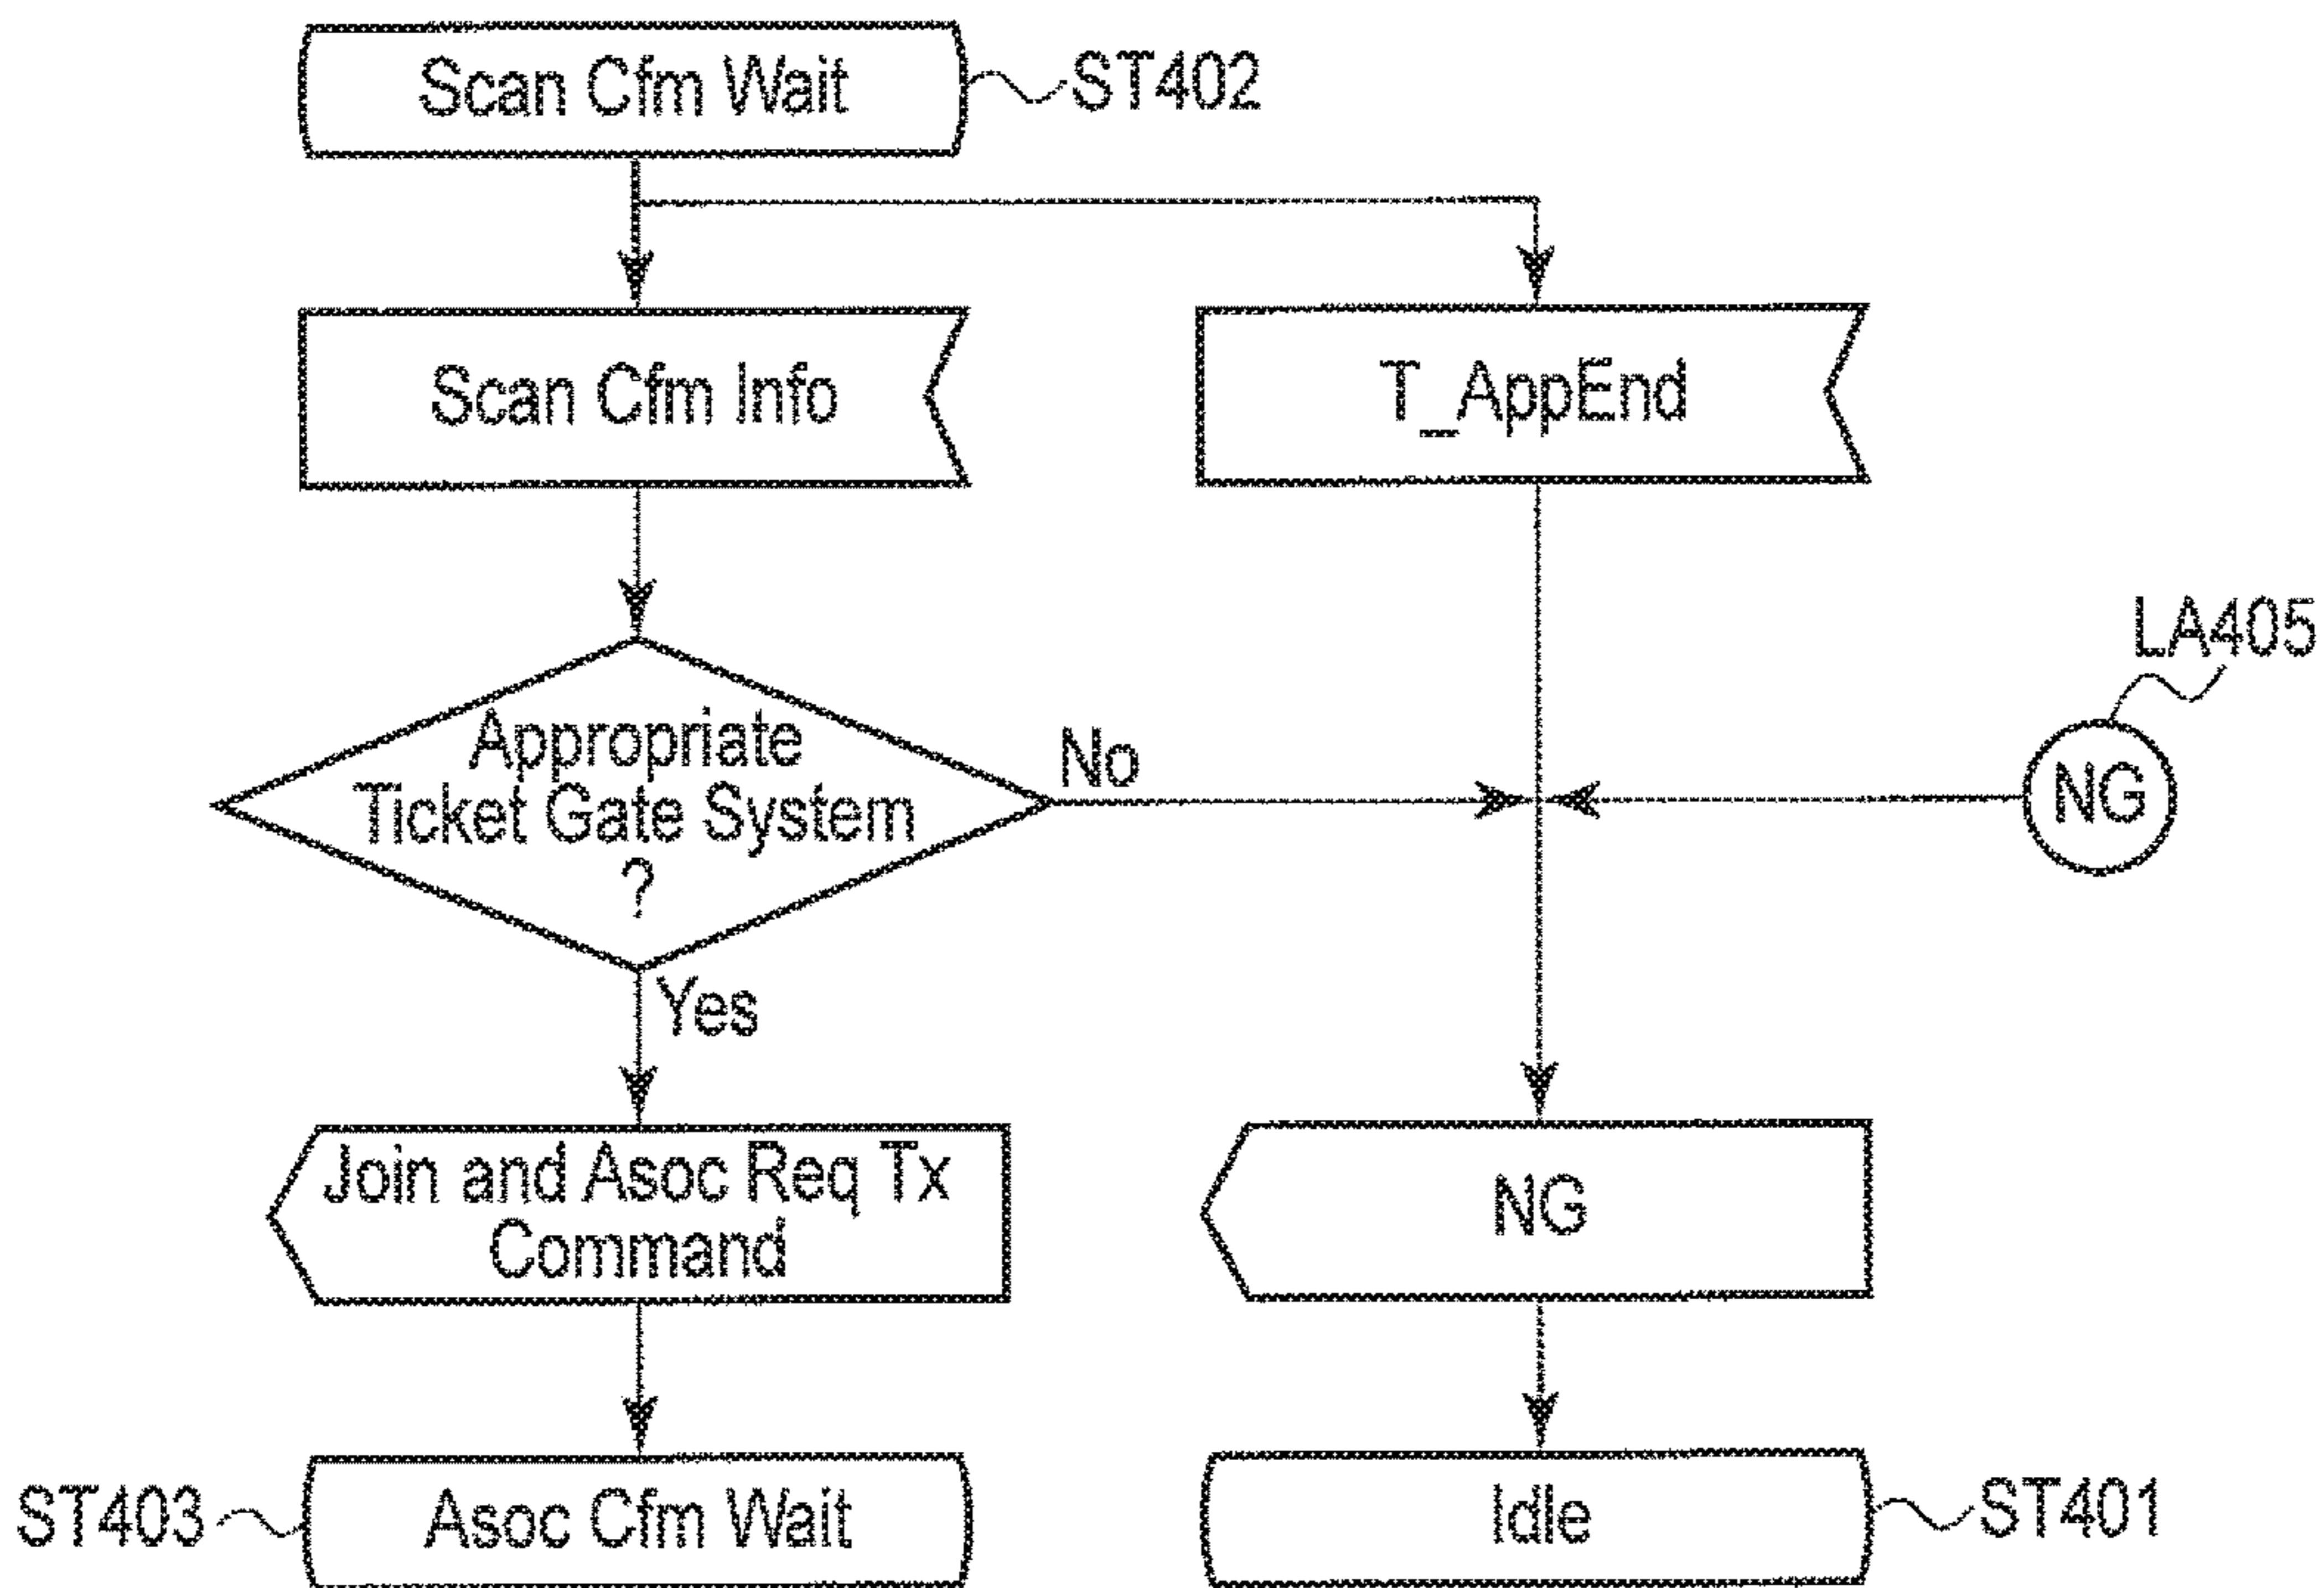 Scan Cfm Wait
ST402
Scan Cfm Info
T_AppEnd
LA405
Appropriate
Ticket Gate System
?
No
NG
Yes
Join and Asoc Req Tx
Command
NG
ST403
Asoc Cfm Wait
Idle
ST401